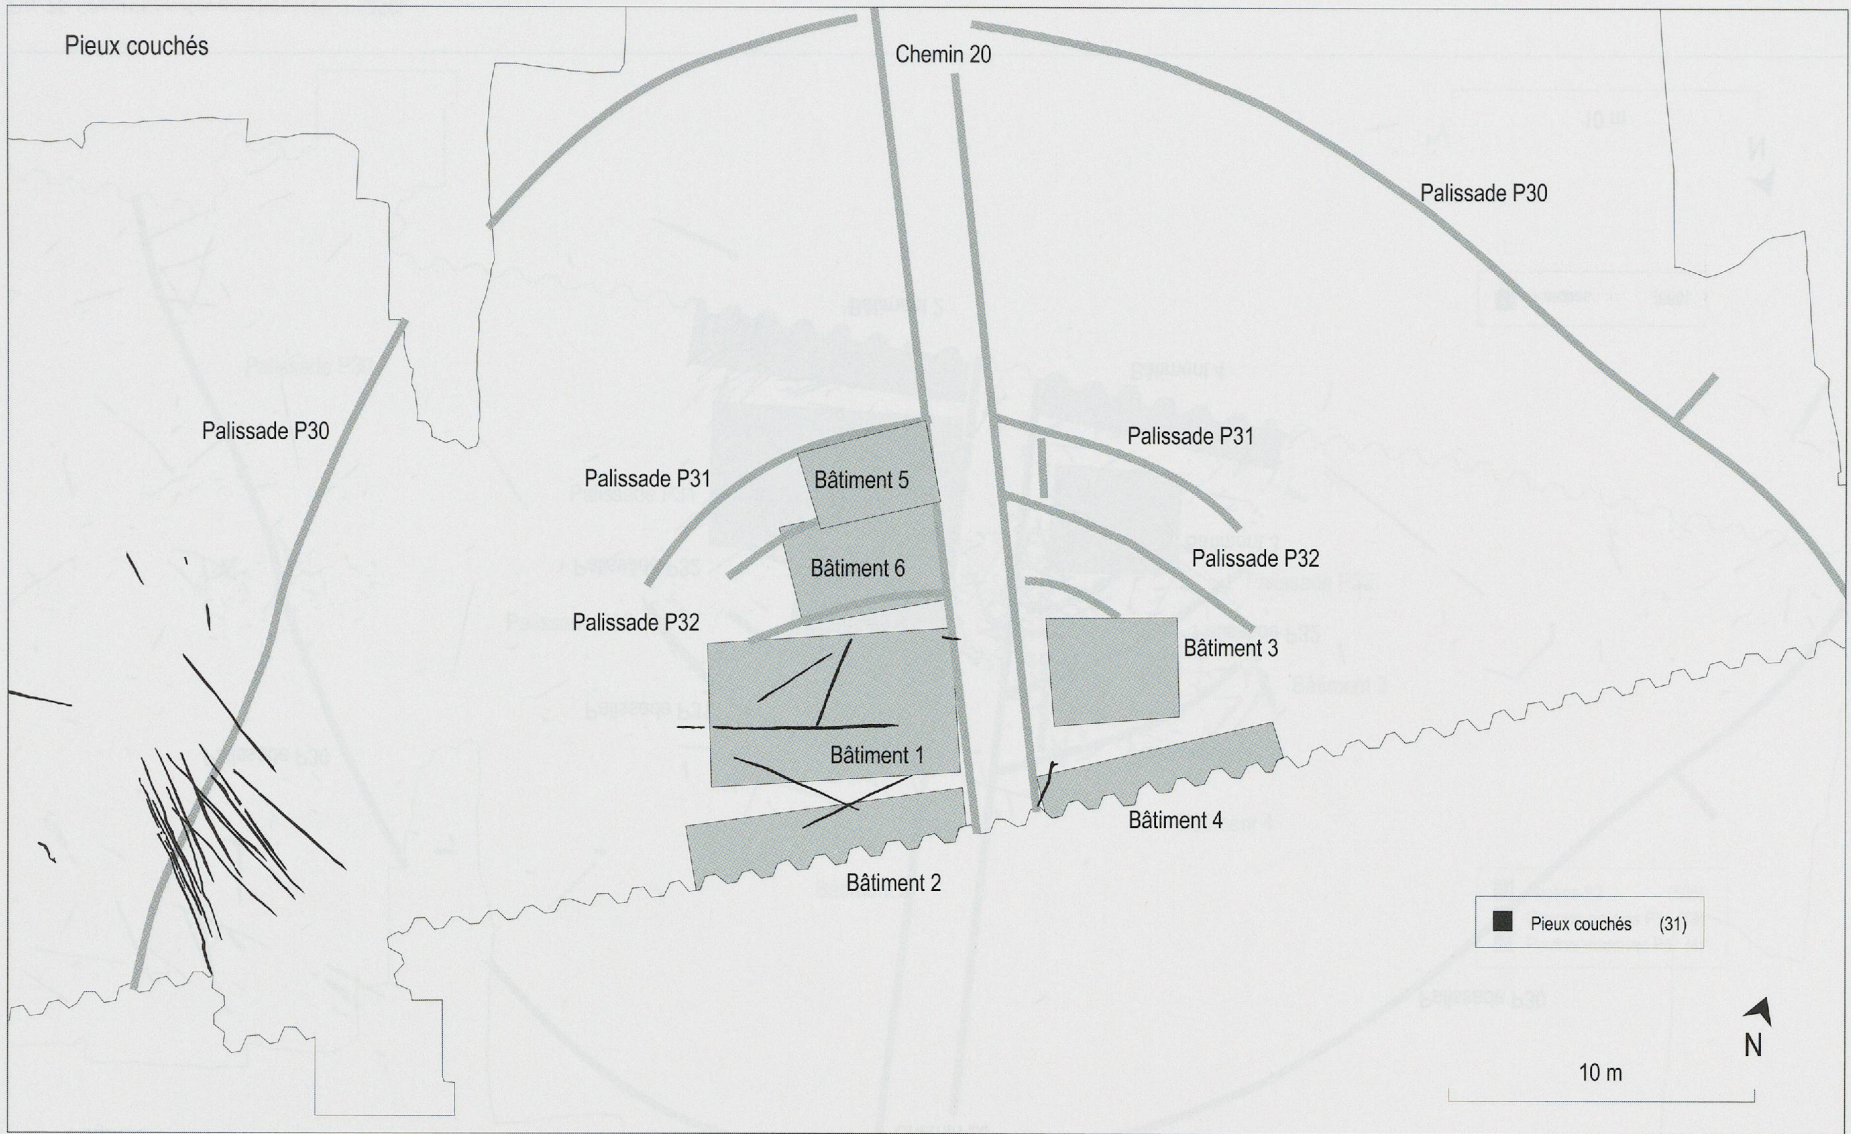 Pieux couchés
Chemin 20
Palissade P30
Palissade P30
Palissade P31
Palissade P31
Bâtiment 5
Palissade P32
Bâtiment 6
Palissade P32
Bâtiment 3
Bâtiment 1
Bâtiment 4
Bâtiment 2
Pieux couchés (31)
N
10 m